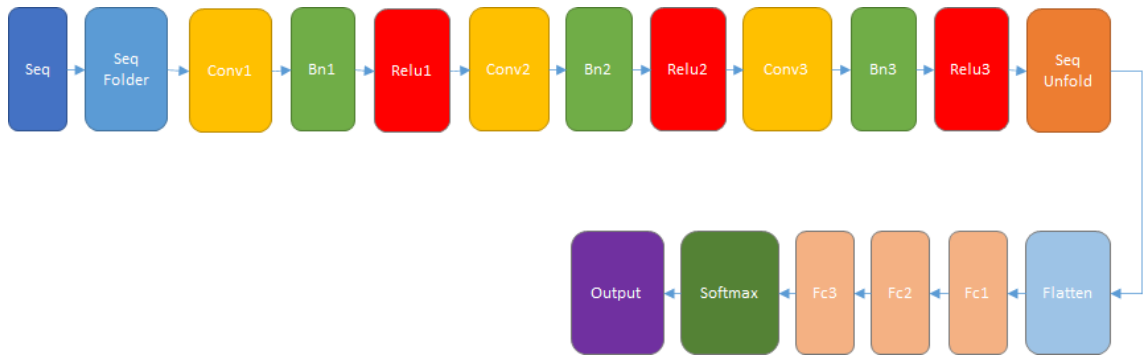 Seq
Seq
Folder
Conv1
Bn1
Relu1
Conv2
Bn2
Relu2
Conv3
Bn3
Relu3
Seq
Unfold
Output
Softmax
Fc3
Fc2
Fc1
Flatten